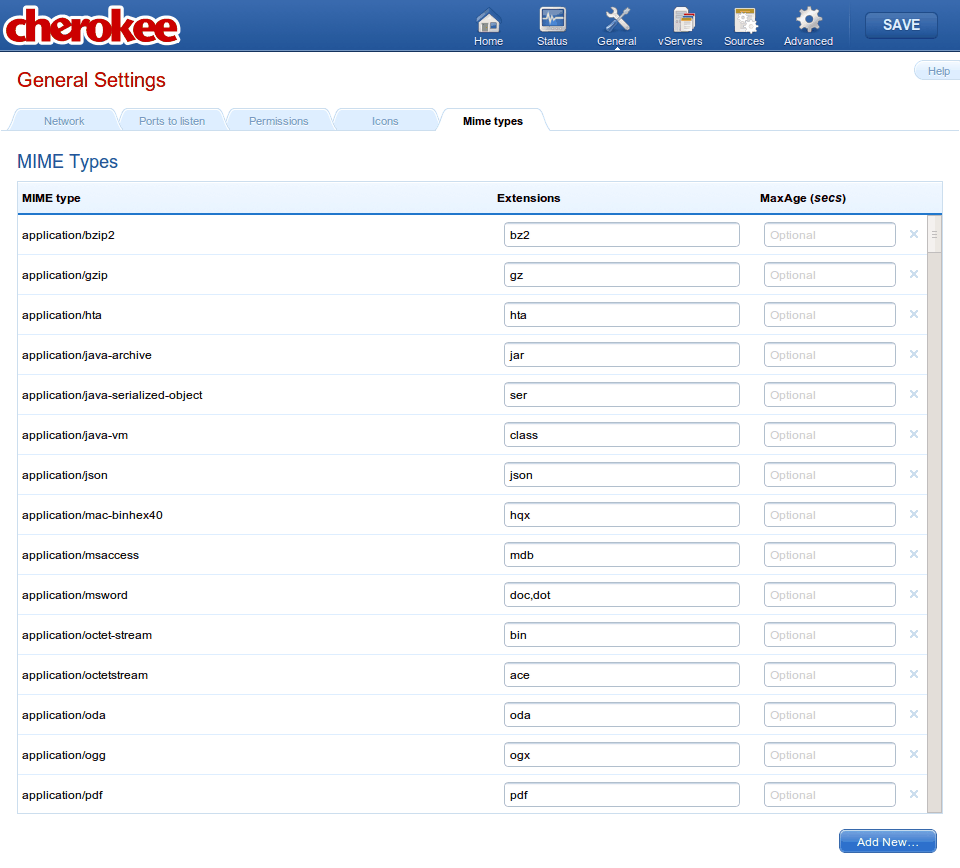 cherokee
Home Status General vServers Sources Advanced SAVE
General Settings
Help
Network Ports to listen Permissions Icons Mime types
MIME Types
MIME type Extensions MaxAge (secs)
application/bzip2 bz2 Optional
application/gzip gz Optional
application/hta hta Optional
application/java-archive jar Optional
application/java-serialized-object ser Optional
application/java-vm class Optional
application/json json Optional
application/mac-binhex40 hqx Optional
application/msaccess mdb Optional
application/msword doc,dot Optional
application/octet-stream bin Optional
application/octetstream ace Optional
application/oda oda Optional
application/ogg ogx Optional
application/pdf pdf Optional
Add New...